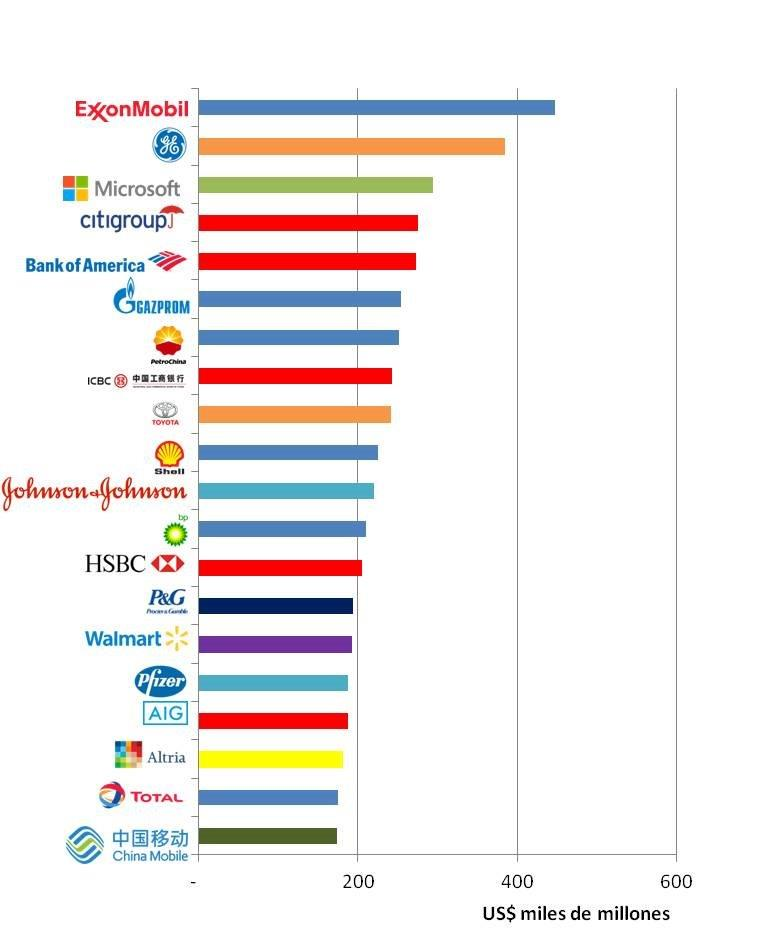 ExxonMobil
GE
Microsoft
citigroup
Bank of America
GAZPROM
PetroChina
ICBC 中国工商银行
TOYOTA
Shell
Johnson & Johnson
bp
HSBC
P&G
Procter & Gamble
Walmart
Pfizer
AIG
Altria
TOTAL
中国移动
China Mobile
- 200 400 600
US$ miles de millones